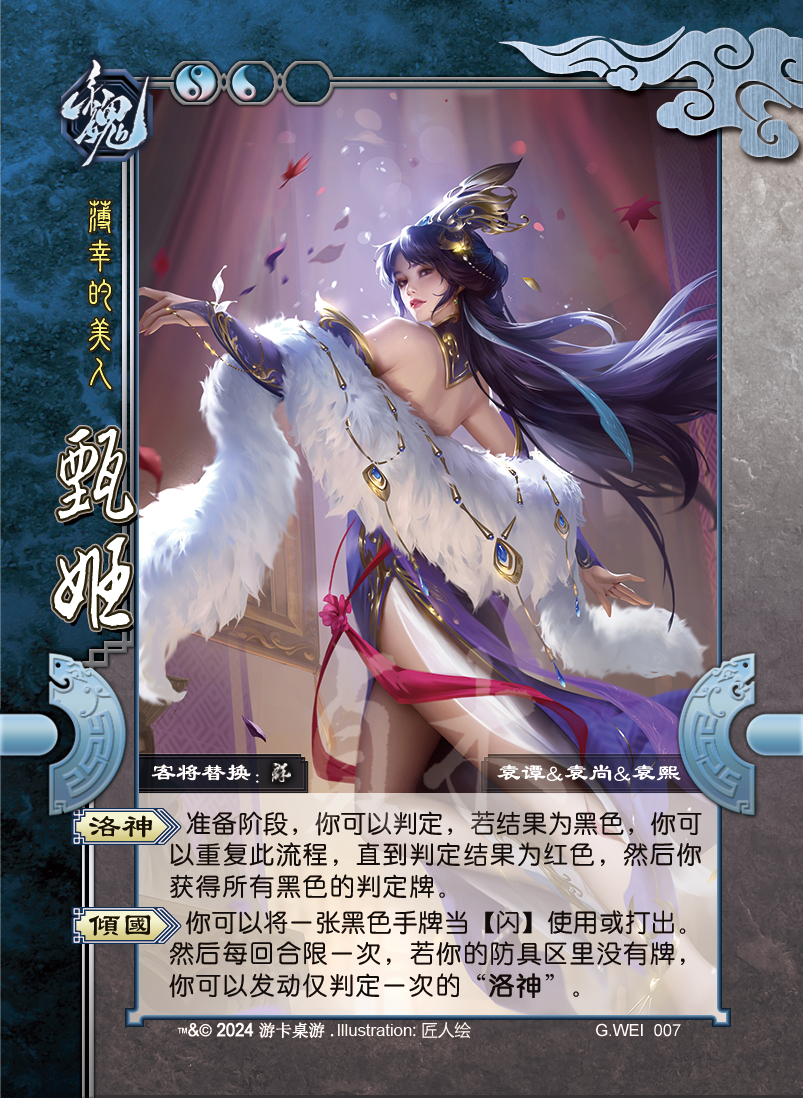 魏
薄幸的美人
甄姬
客将替换：
袁谭&袁尚&袁熙
洛神
准备阶段，你可以判定，若结果为黑色，你可
以重复此流程，直到判定结果为红色，然后你
获得所有黑色的判定牌。
傾國
你可以将一张黑色手牌当【闪】使用或打出。
然后每回合限一次，若你的防具区里没有牌，
你可以发动仅判定一次的“洛神”。
™&© 2024 游卡桌游 . Illustration: 匠人绘
G.WEI 007